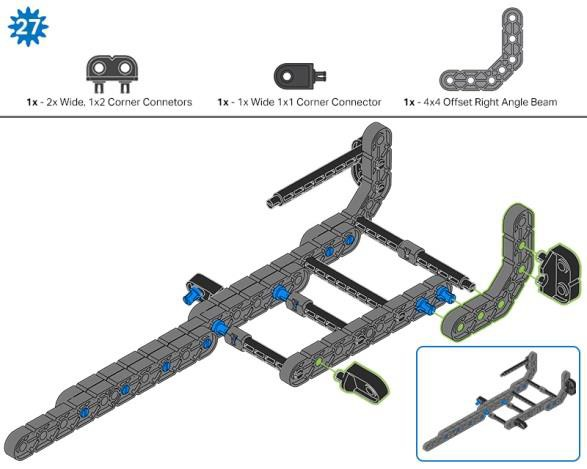 27
1x - 2x Wide, 1x2 Corner Connetors
1x - 1x Wide 1x1 Corner Connector
1x - 4x4 Offset Right Angle Beam